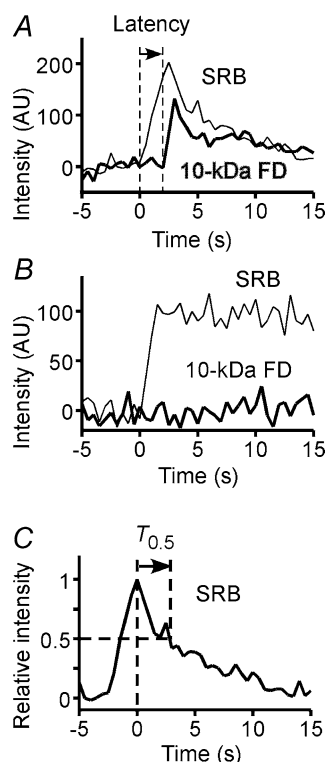 A
Latency
Intensity (AU)
200
100
0
SRB
10-kDa FD
-5 0 5 10 15
Time (s)
B
Intensity (AU)
100
50
0
SRB
10-kDa FD
-5 0 5 10 15
Time (s)
C
T0.5
Relative intensity
1
0.5
0
SRB
-5 0 5 10 15
Time (s)